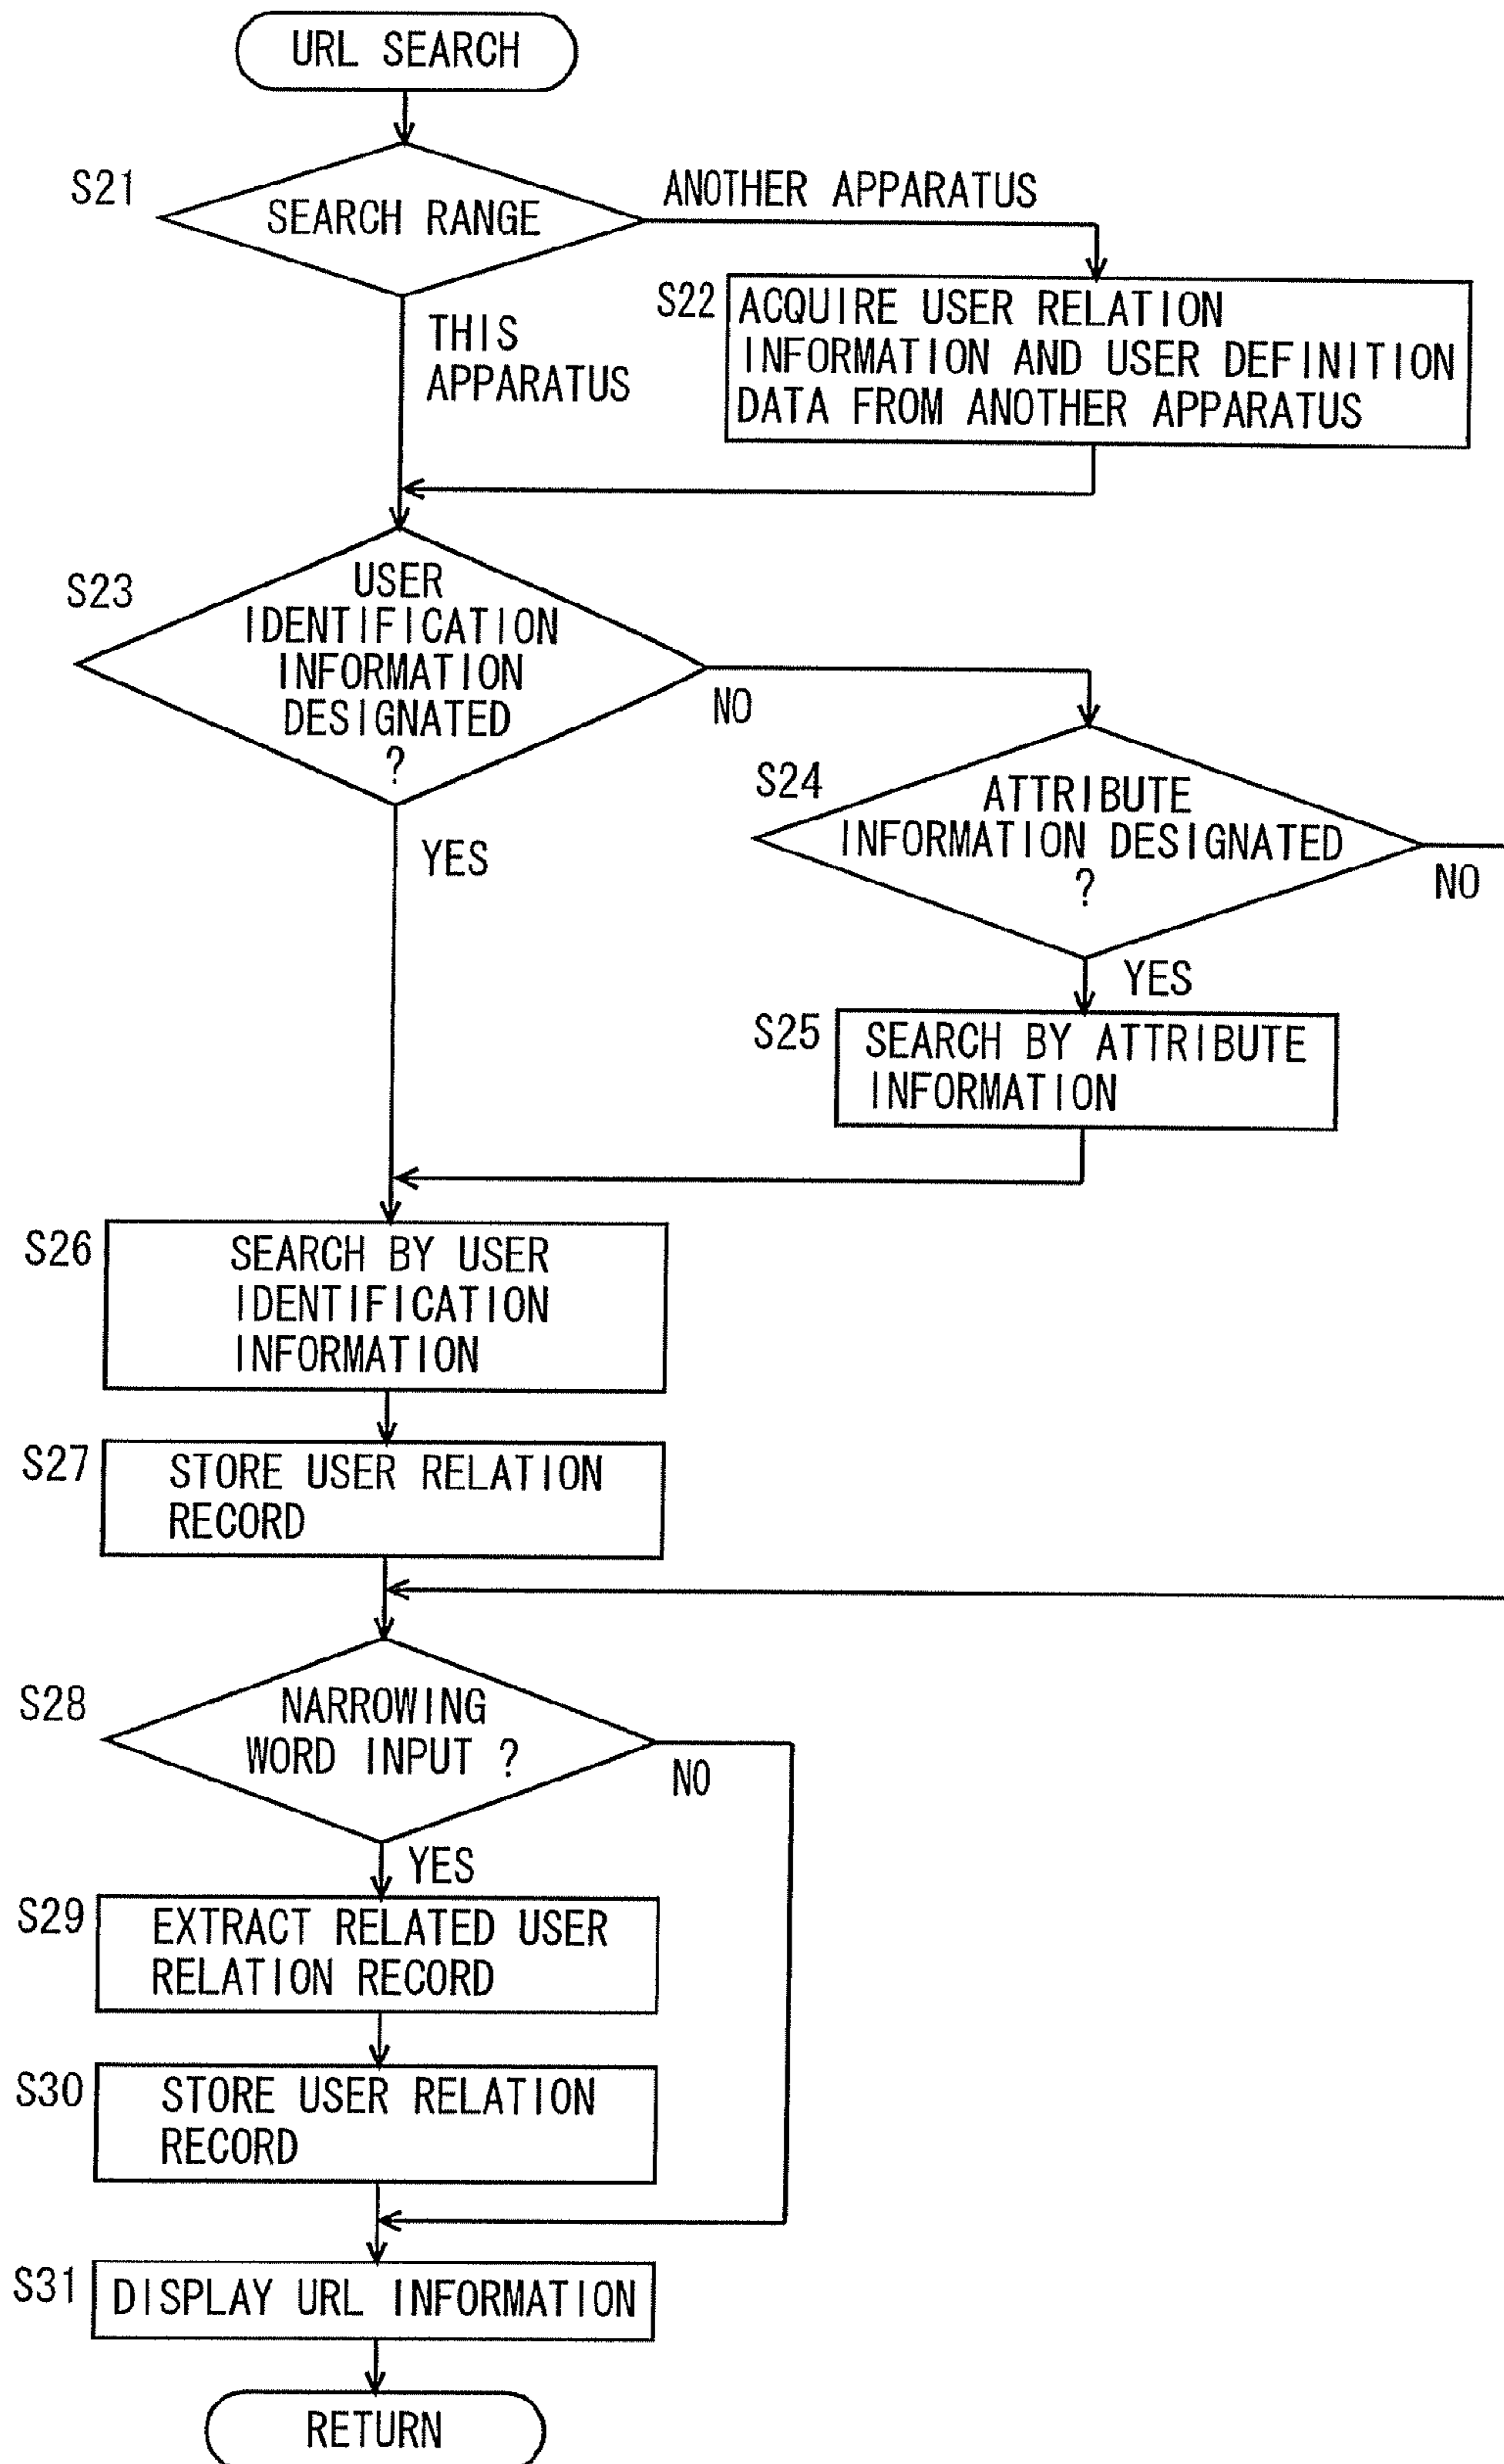 URL SEARCH
S21
SEARCH RANGE
ANOTHER APPARATUS
THIS
APPARATUS
S22
ACQUIRE USER RELATION
INFORMATION AND USER DEFINITION
DATA FROM ANOTHER APPARATUS
S23
USER
IDENTIFICATION
INFORMATION
DESIGNATED
?
NO
YES
S24
ATTRIBUTE
INFORMATION DESIGNATED
?
NO
YES
S25
SEARCH BY ATTRIBUTE
INFORMATION
S26
SEARCH BY USER
IDENTIFICATION
INFORMATION
S27
STORE USER RELATION
RECORD
S28
NARROWING
WORD INPUT ?
NO
YES
S29
EXTRACT RELATED USER
RELATION RECORD
S30
STORE USER RELATION
RECORD
S31
DISPLAY URL INFORMATION
RETURN